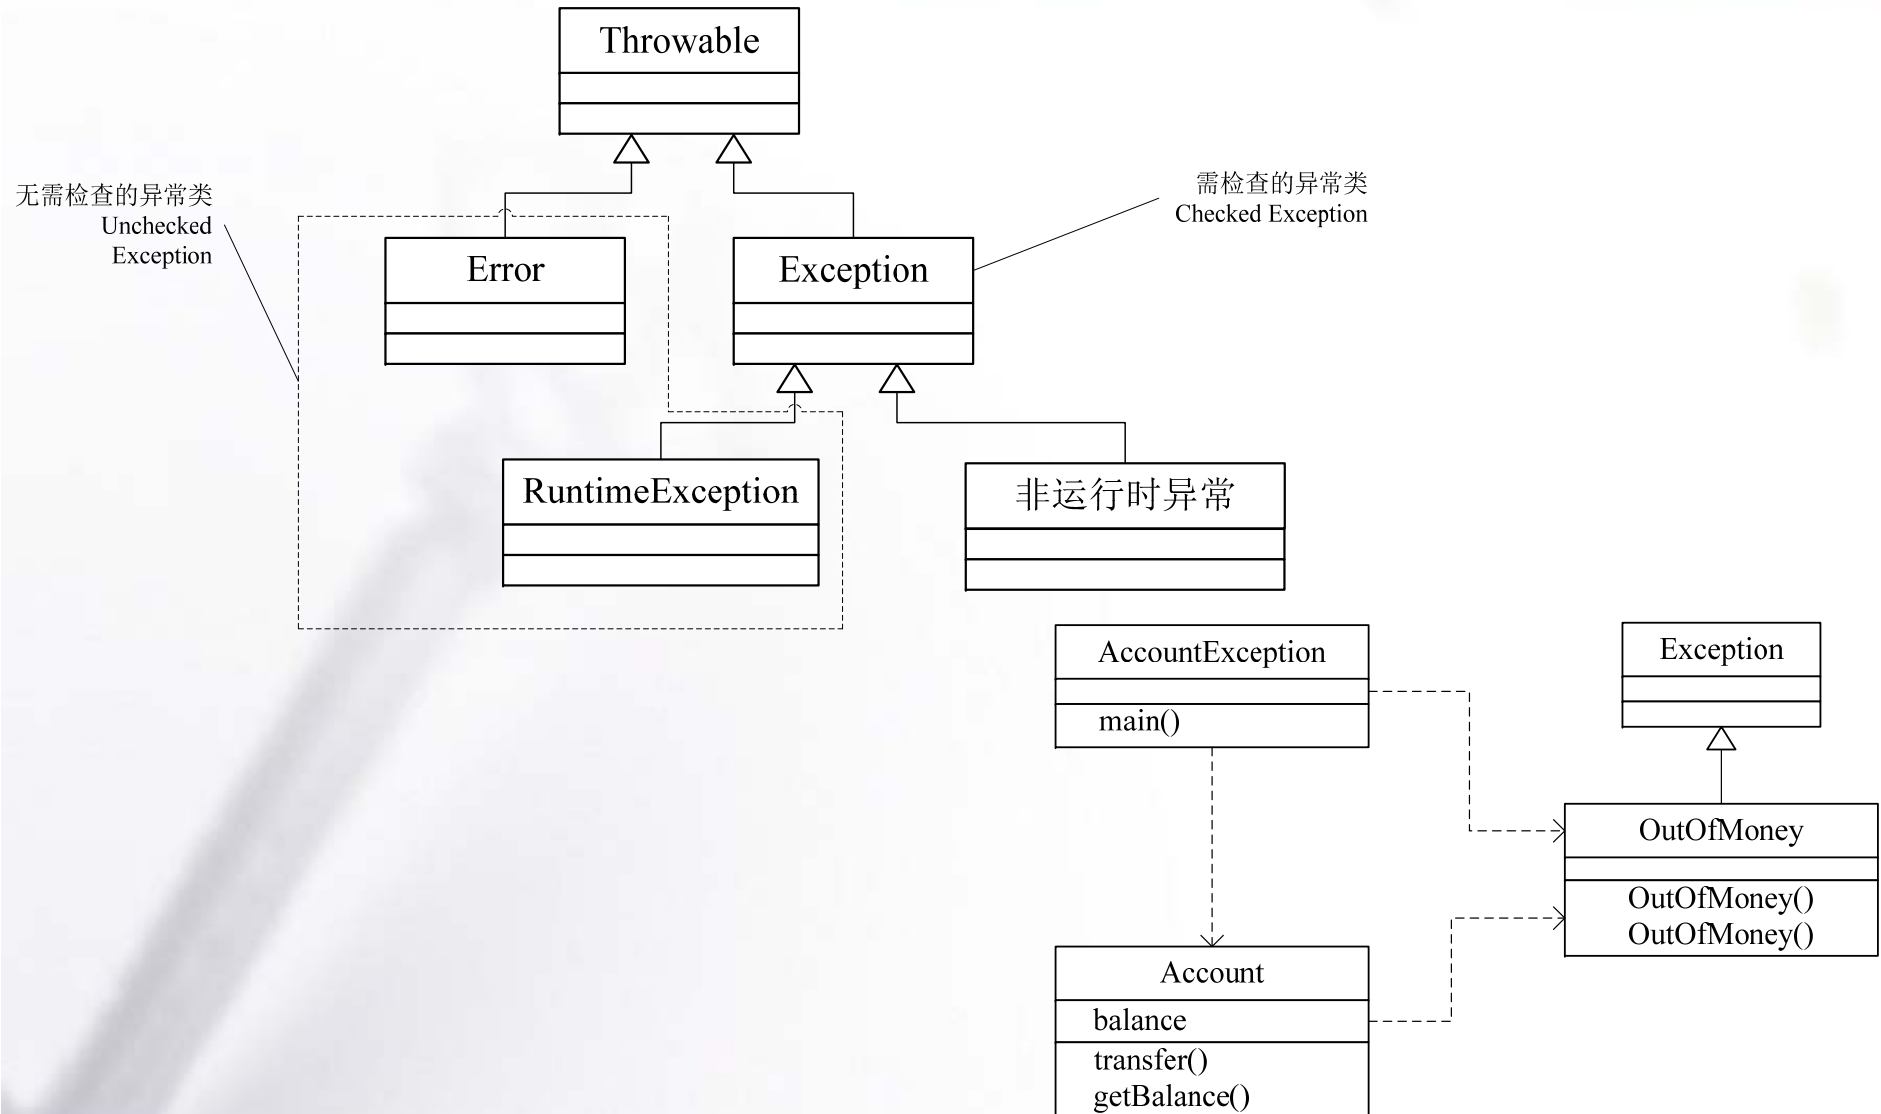 Throwable
无需检查的异常类
Unchecked
Exception
需检查的异常类
Checked Exception
Error
Exception
RuntimeException
非运行时异常
AccountException
main()
Exception
OutOfMoney
OutOfMoney()
OutOfMoney()
Account
balance
transfer()
getBalance()